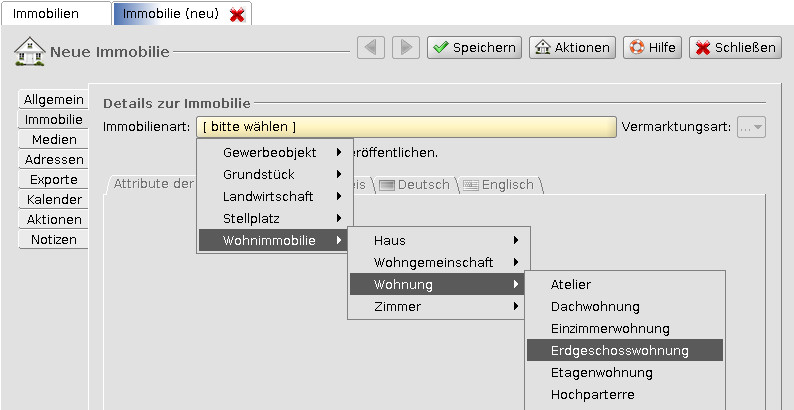 Immobilien
Immobilie (neu)
Neue Immobilie
Speichern
Aktionen
Hilfe
Schließen
Allgemein
Immobilie
Medien
Adressen
Exporte
Kalender
Aktionen
Notizen
Details zur Immobilie
Immobilienart: [ bitte wählen ] Vermarktungsart: ...
eröffentlichen.
Attribute der
Deutsch
Englisch
Gewerbeobjekt
Grundstück
Landwirtschaft
Stellplatz
Wohnimmobilie
Haus
Wohngemeinschaft
Wohnung
Zimmer
Atelier
Dachwohnung
Einzimmerwohnung
Erdgeschosswohnung
Etagenwohnung
Hochparterre